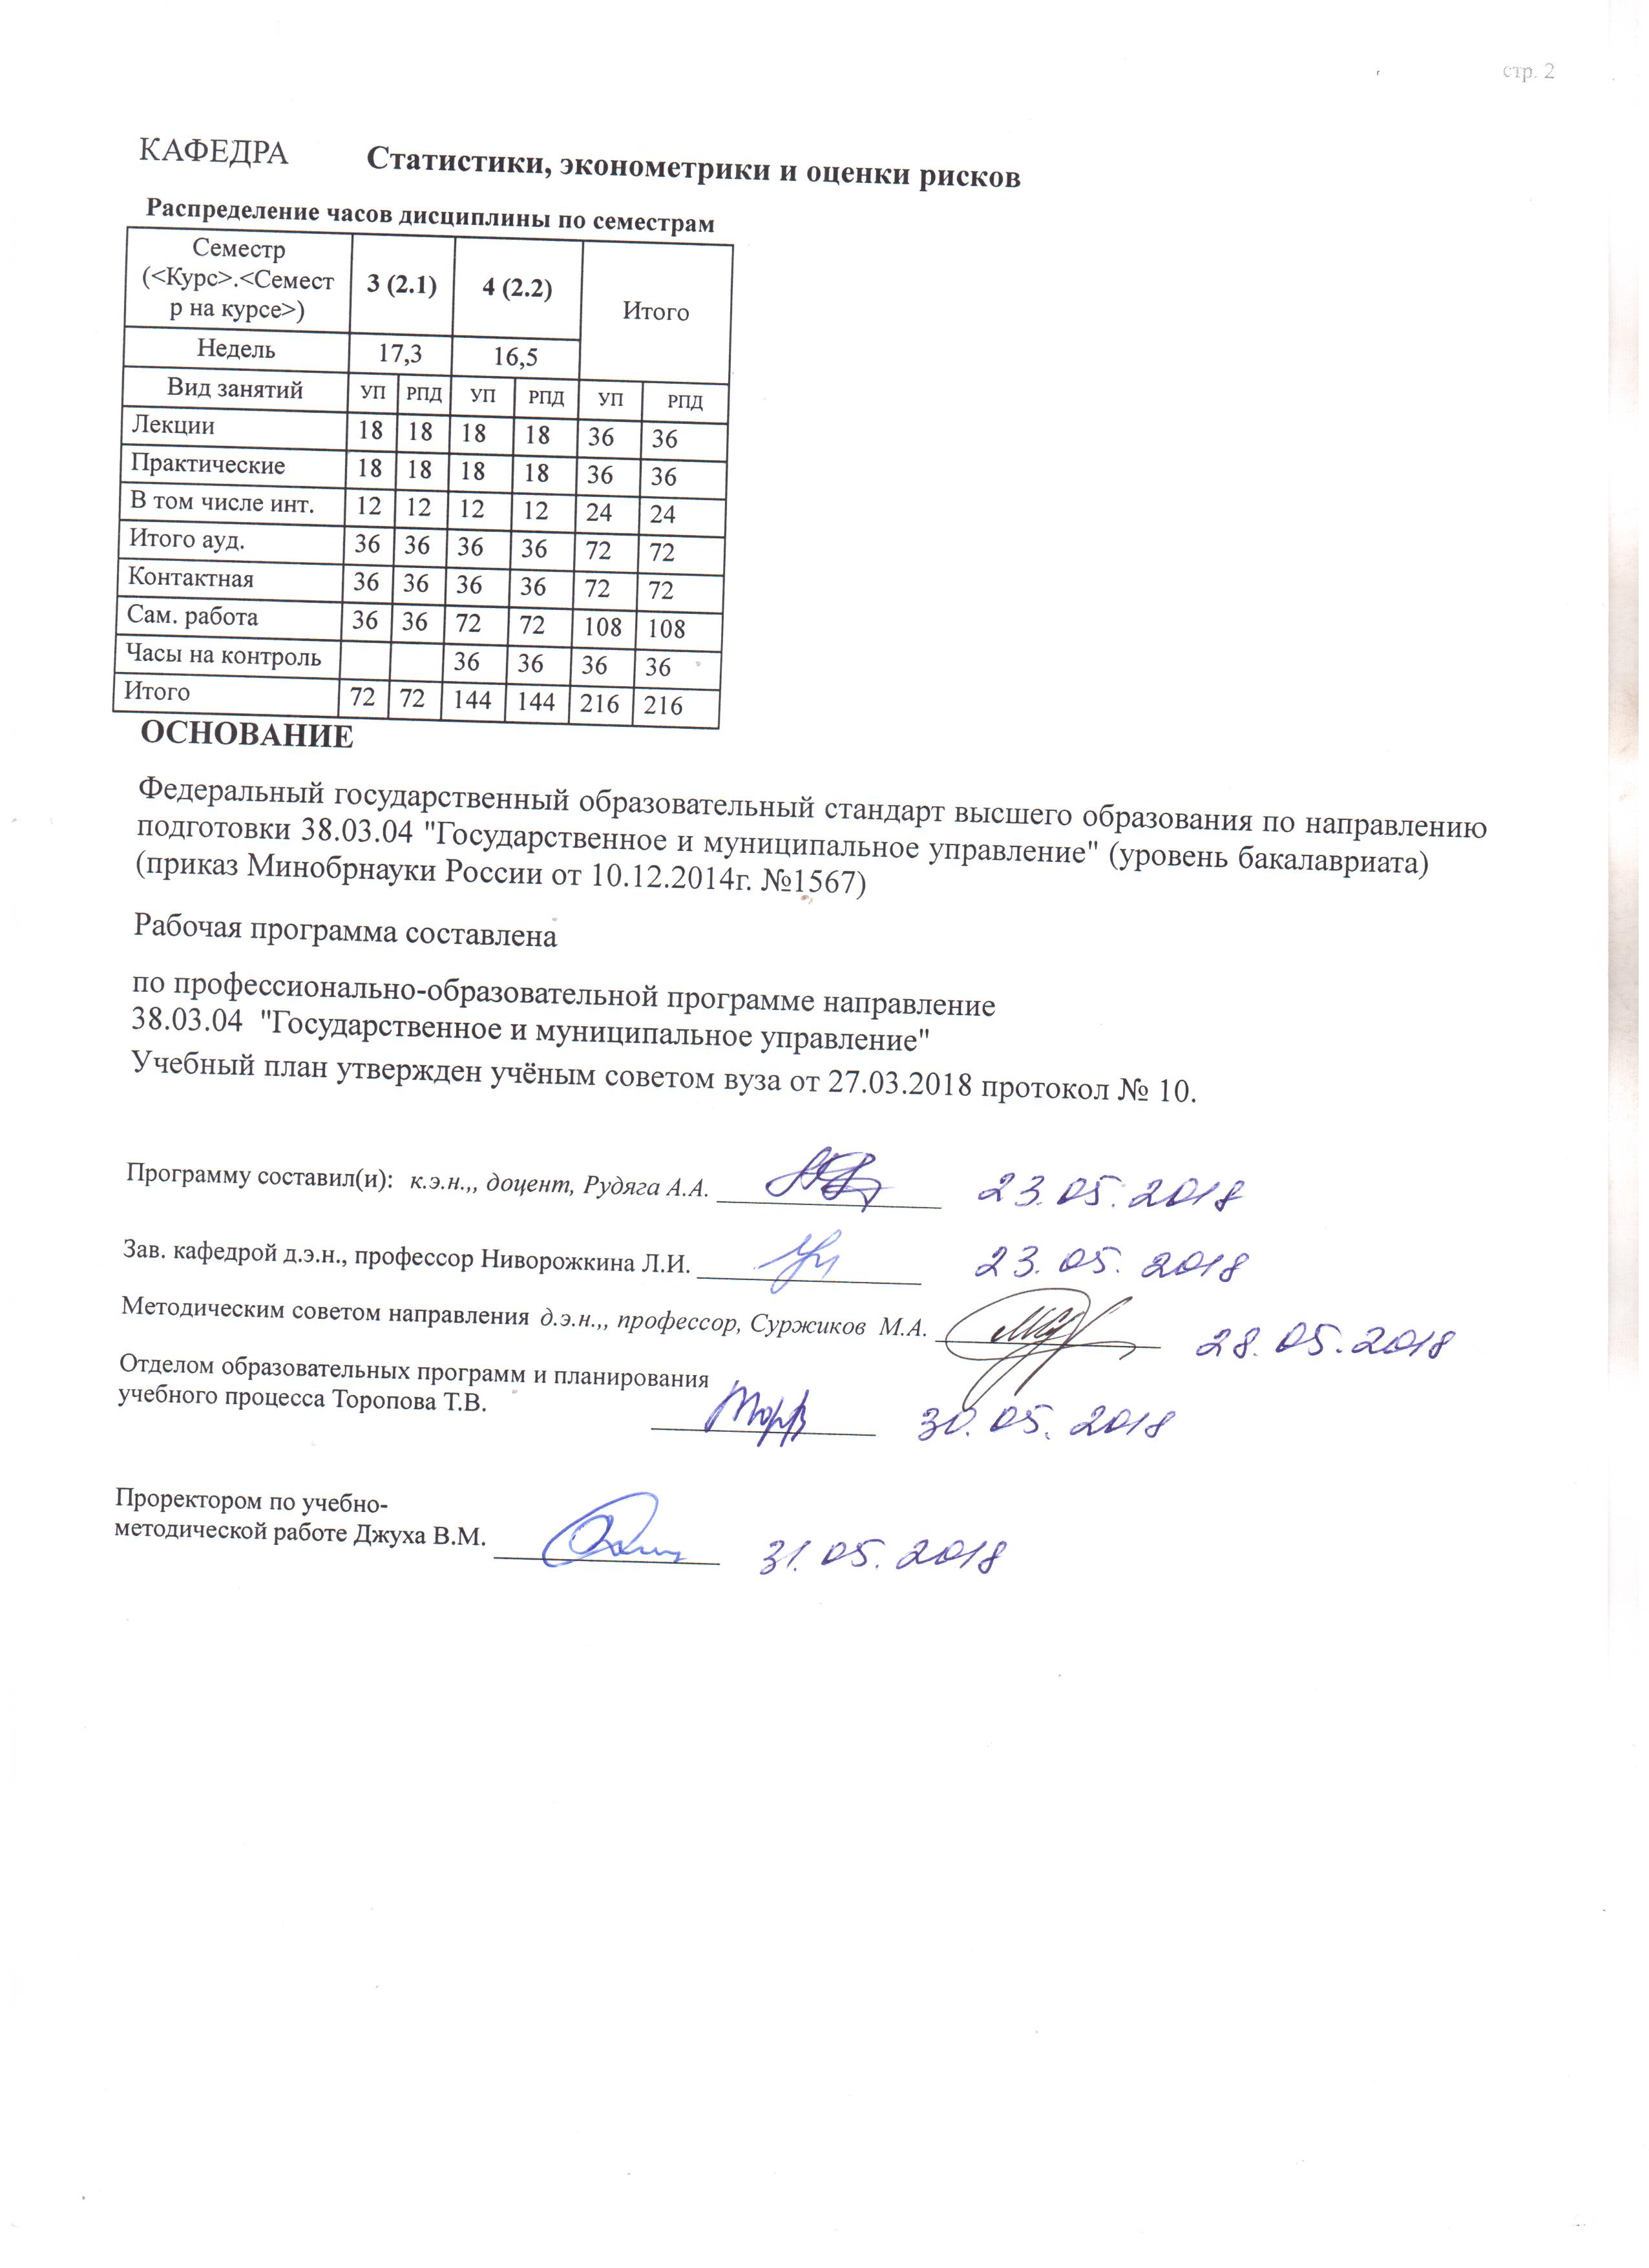 стр. 2
КАФЕДРА Статистики, эконометрики и оценки рисков
Распределение часов дисциплины по семестрам
Семестр
(<Курс>.<Семест
р на курсе>) 3 (2.1) 4 (2.2) Итого
Недель 17,3 16,5
Вид занятий УП РПД УП РПД УП РПД
Лекции 18 18 18 18 36 36
Практические 18 18 18 18 36 36
В том числе инт. 12 12 12 12 24 24
Итого ауд. 36 36 36 36 72 72
Контактная 36 36 36 36 72 72
Сам. работа 36 36 72 72 108 108
Часы на контроль 36 36 36 36
Итого 72 72 144 144 216 216
ОСНОВАНИЕ
Федеральный государственный образовательный стандарт высшего образования по направлению
подготовки 38.03.04 "Государственное и муниципальное управление" (уровень бакалавриата)
(приказ Минобрнауки России от 10.12.2014г. №1567)
Рабочая программа составлена
по профессионально-образовательной программе направление
38.03.04 "Государственное и муниципальное управление"
Учебный план утвержден учёным советом вуза от 27.03.2018 протокол № 10.
Программу составил(и): к.э.н.,, доцент, Рудяга А.А. 23.05.2018
Зав. кафедрой д.э.н., профессор Ниворожкина Л.И. 23.05.2018
Методическим советом направления д.э.н.,, профессор, Суржиков М.А. 28.05.2018
Отделом образовательных программ и планирования
учебного процесса Торопова Т.В. 30.05.2018
Проректором по учебно-
методической работе Джуха В.М. 31.05.2018